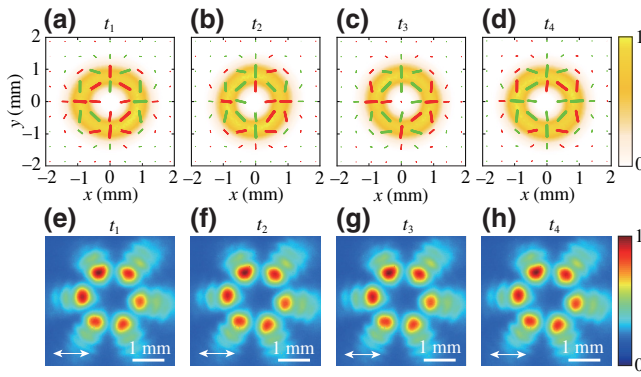 (a) (b) (c) (d)
t1 t2 t3 t4
2 1
1
0
−1
−2 0
−2 −1 0 1 2 −2 −1 0 1 2 −2 −1 0 1 2 −2 −1 0 1 2
y (mm)
x (mm) x (mm) x (mm) x (mm)
(e) (f) (g) (h)
t1 t2 t3 t4
1
1 mm 1 mm 1 mm 1 mm
0